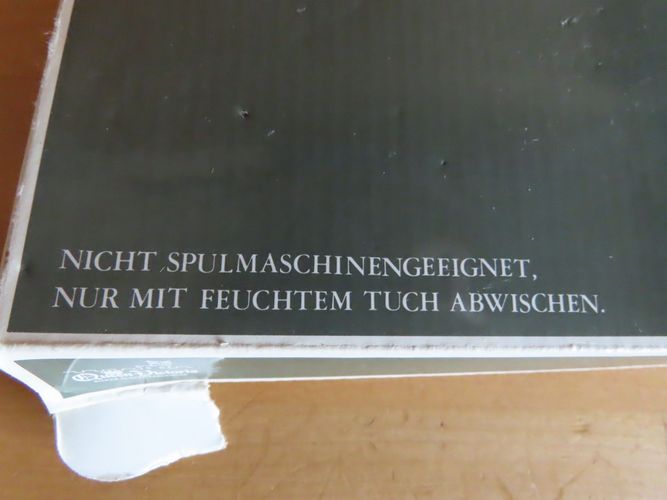 NICHT SPULMASCHINENGEEIGNET,
NUR MIT FEUCHTEM TUCH ABWISCHEN.